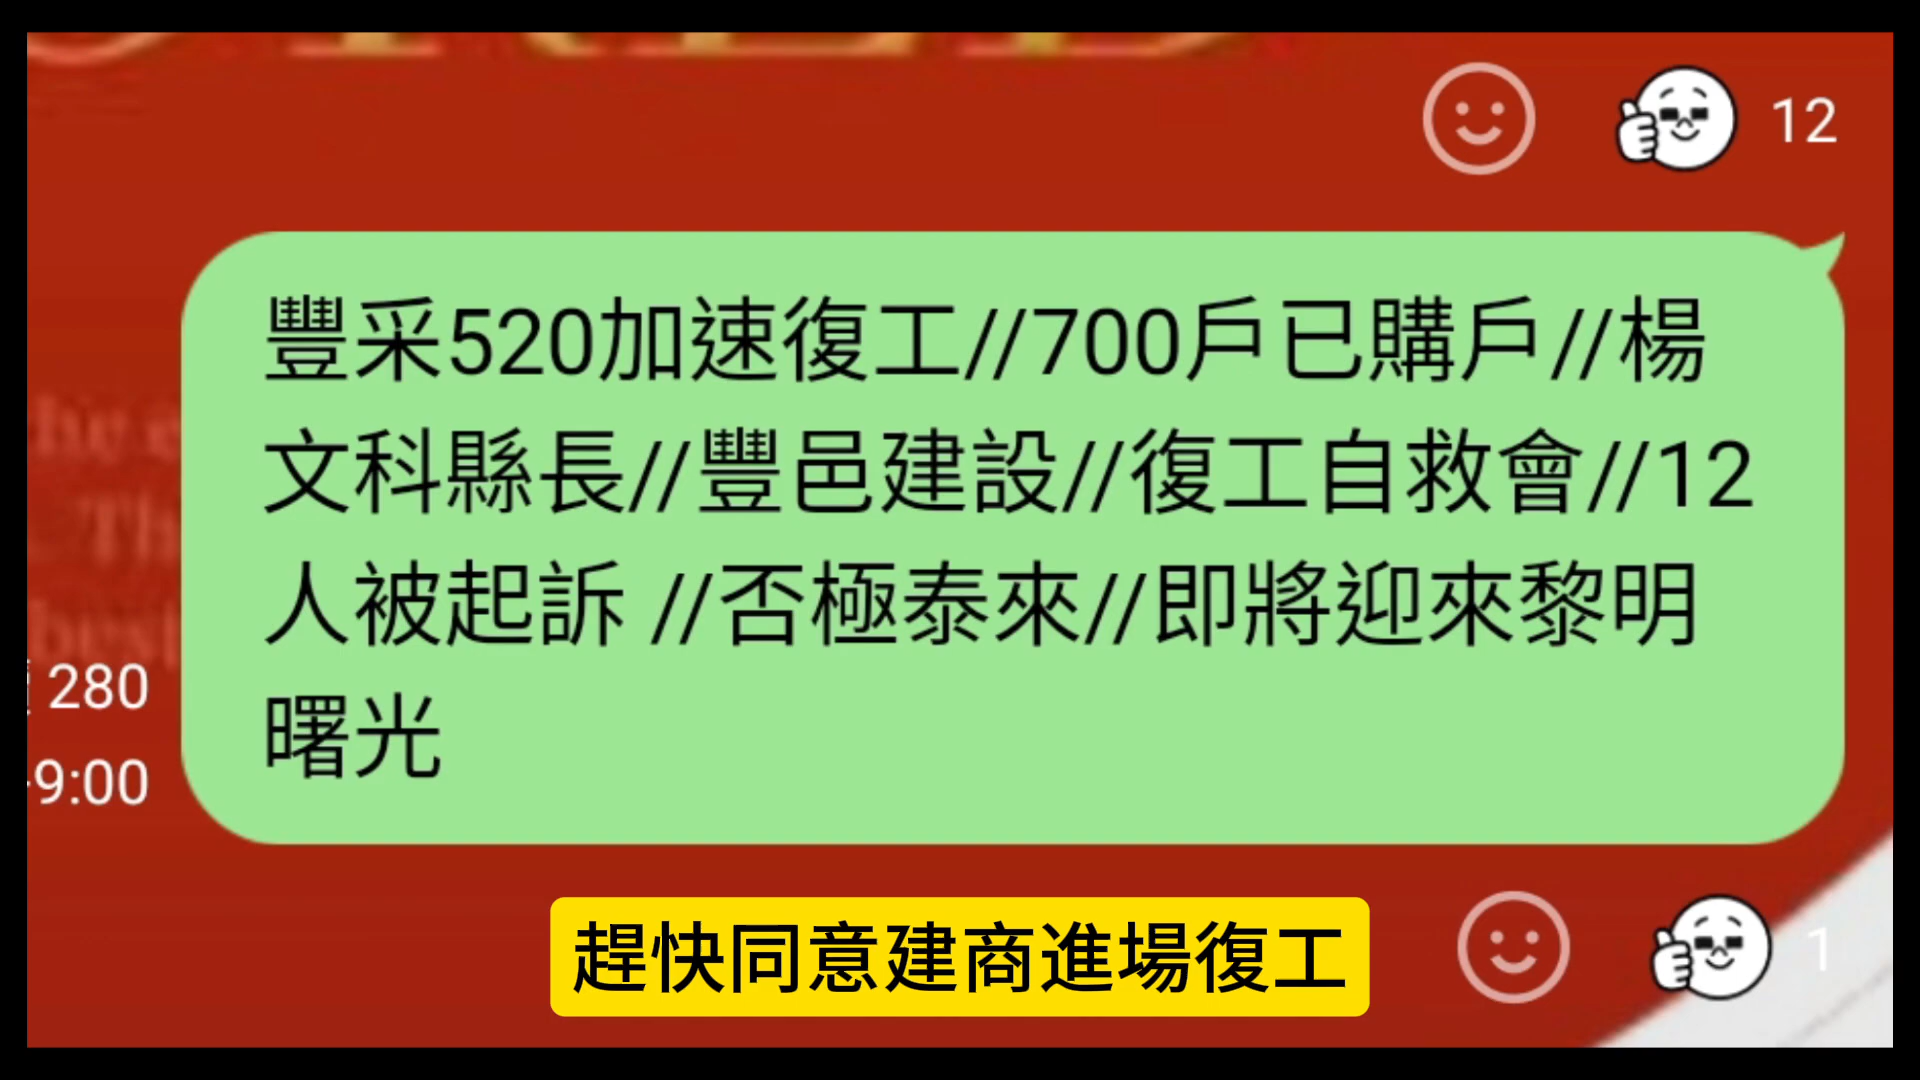 12
豐采520加速復工//700戶已購戶//楊
文科縣長//豐邑建設//復工自救會//12
人被起訴 //否極泰來//即將迎來黎明
曙光
280
9:00
趕快同意建商進場復工
1